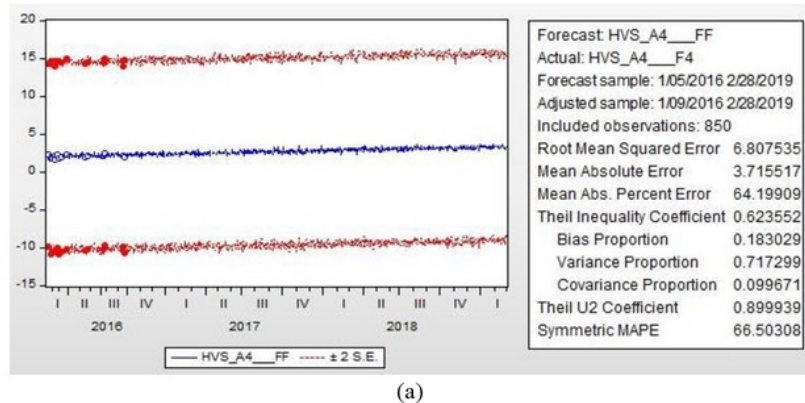 20
15
10
5
0
-5
-10
-15
I II III IV I II III IV I II III IV I
2016 2017 2018
HVS_A4___FF ± 2 S.E.
Forecast: HVS_A4___FF
Actual: HVS_A4___F4
Forecast sample: 1/05/2016 2/28/2019
Adjusted sample: 1/09/2016 2/28/2019
Included observations: 850
Root Mean Squared Error 6.807535
Mean Absolute Error 3.715517
Mean Abs. Percent Error 64.19909
Theil Inequality Coefficient 0.623552
Bias Proportion 0.183029
Variance Proportion 0.717299
Covariance Proportion 0.099671
Theil U2 Coefficient 0.899939
Symmetric MAPE 66.50308
(a)